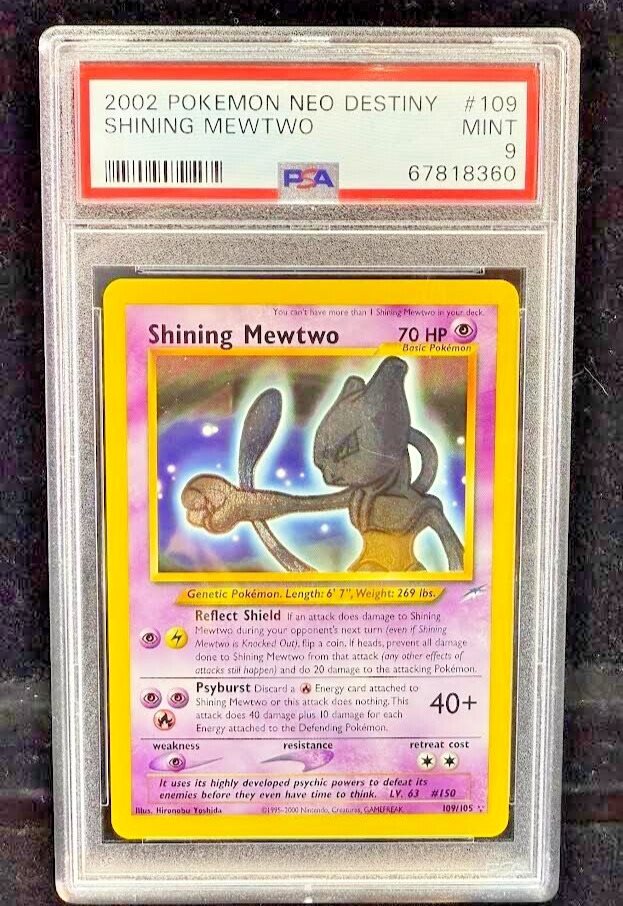 2002 POKEMON NEO DESTINY #109
SHINING MEWTWO MINT
9
PSA 67818360
You can't have more than 1 Shining Mewtwo in your deck.
Shining Mewtwo 70 HP
Basic Pokémon
Genetic Pokémon. Length: 6' 7", Weight: 269 lbs.
Reflect Shield If an attack does damage to Shining
Mewtwo during your opponent's next turn (even if Shining
Mewtwo is Knocked Out), flip a coin. If heads, prevent all damage
done to Shining Mewtwo from that attack (any other effects of
attacks still happen) and do 20 damage to the attacking Pokémon.
Psyburst Discard a Energy card attached to
Shining Mewtwo or this attack does nothing. This
attack does 40 damage plus 10 damage for each
Energy attached to the Defending Pokémon.
40+
weakness resistance retreat cost
It uses its highly developed psychic powers to defeat its
enemies before they even have time to think. LV. 63 #150
Illus. Hironobu Yoshida ©1995-2000 Nintendo, Creatures, GAMEFREAK. 109/105